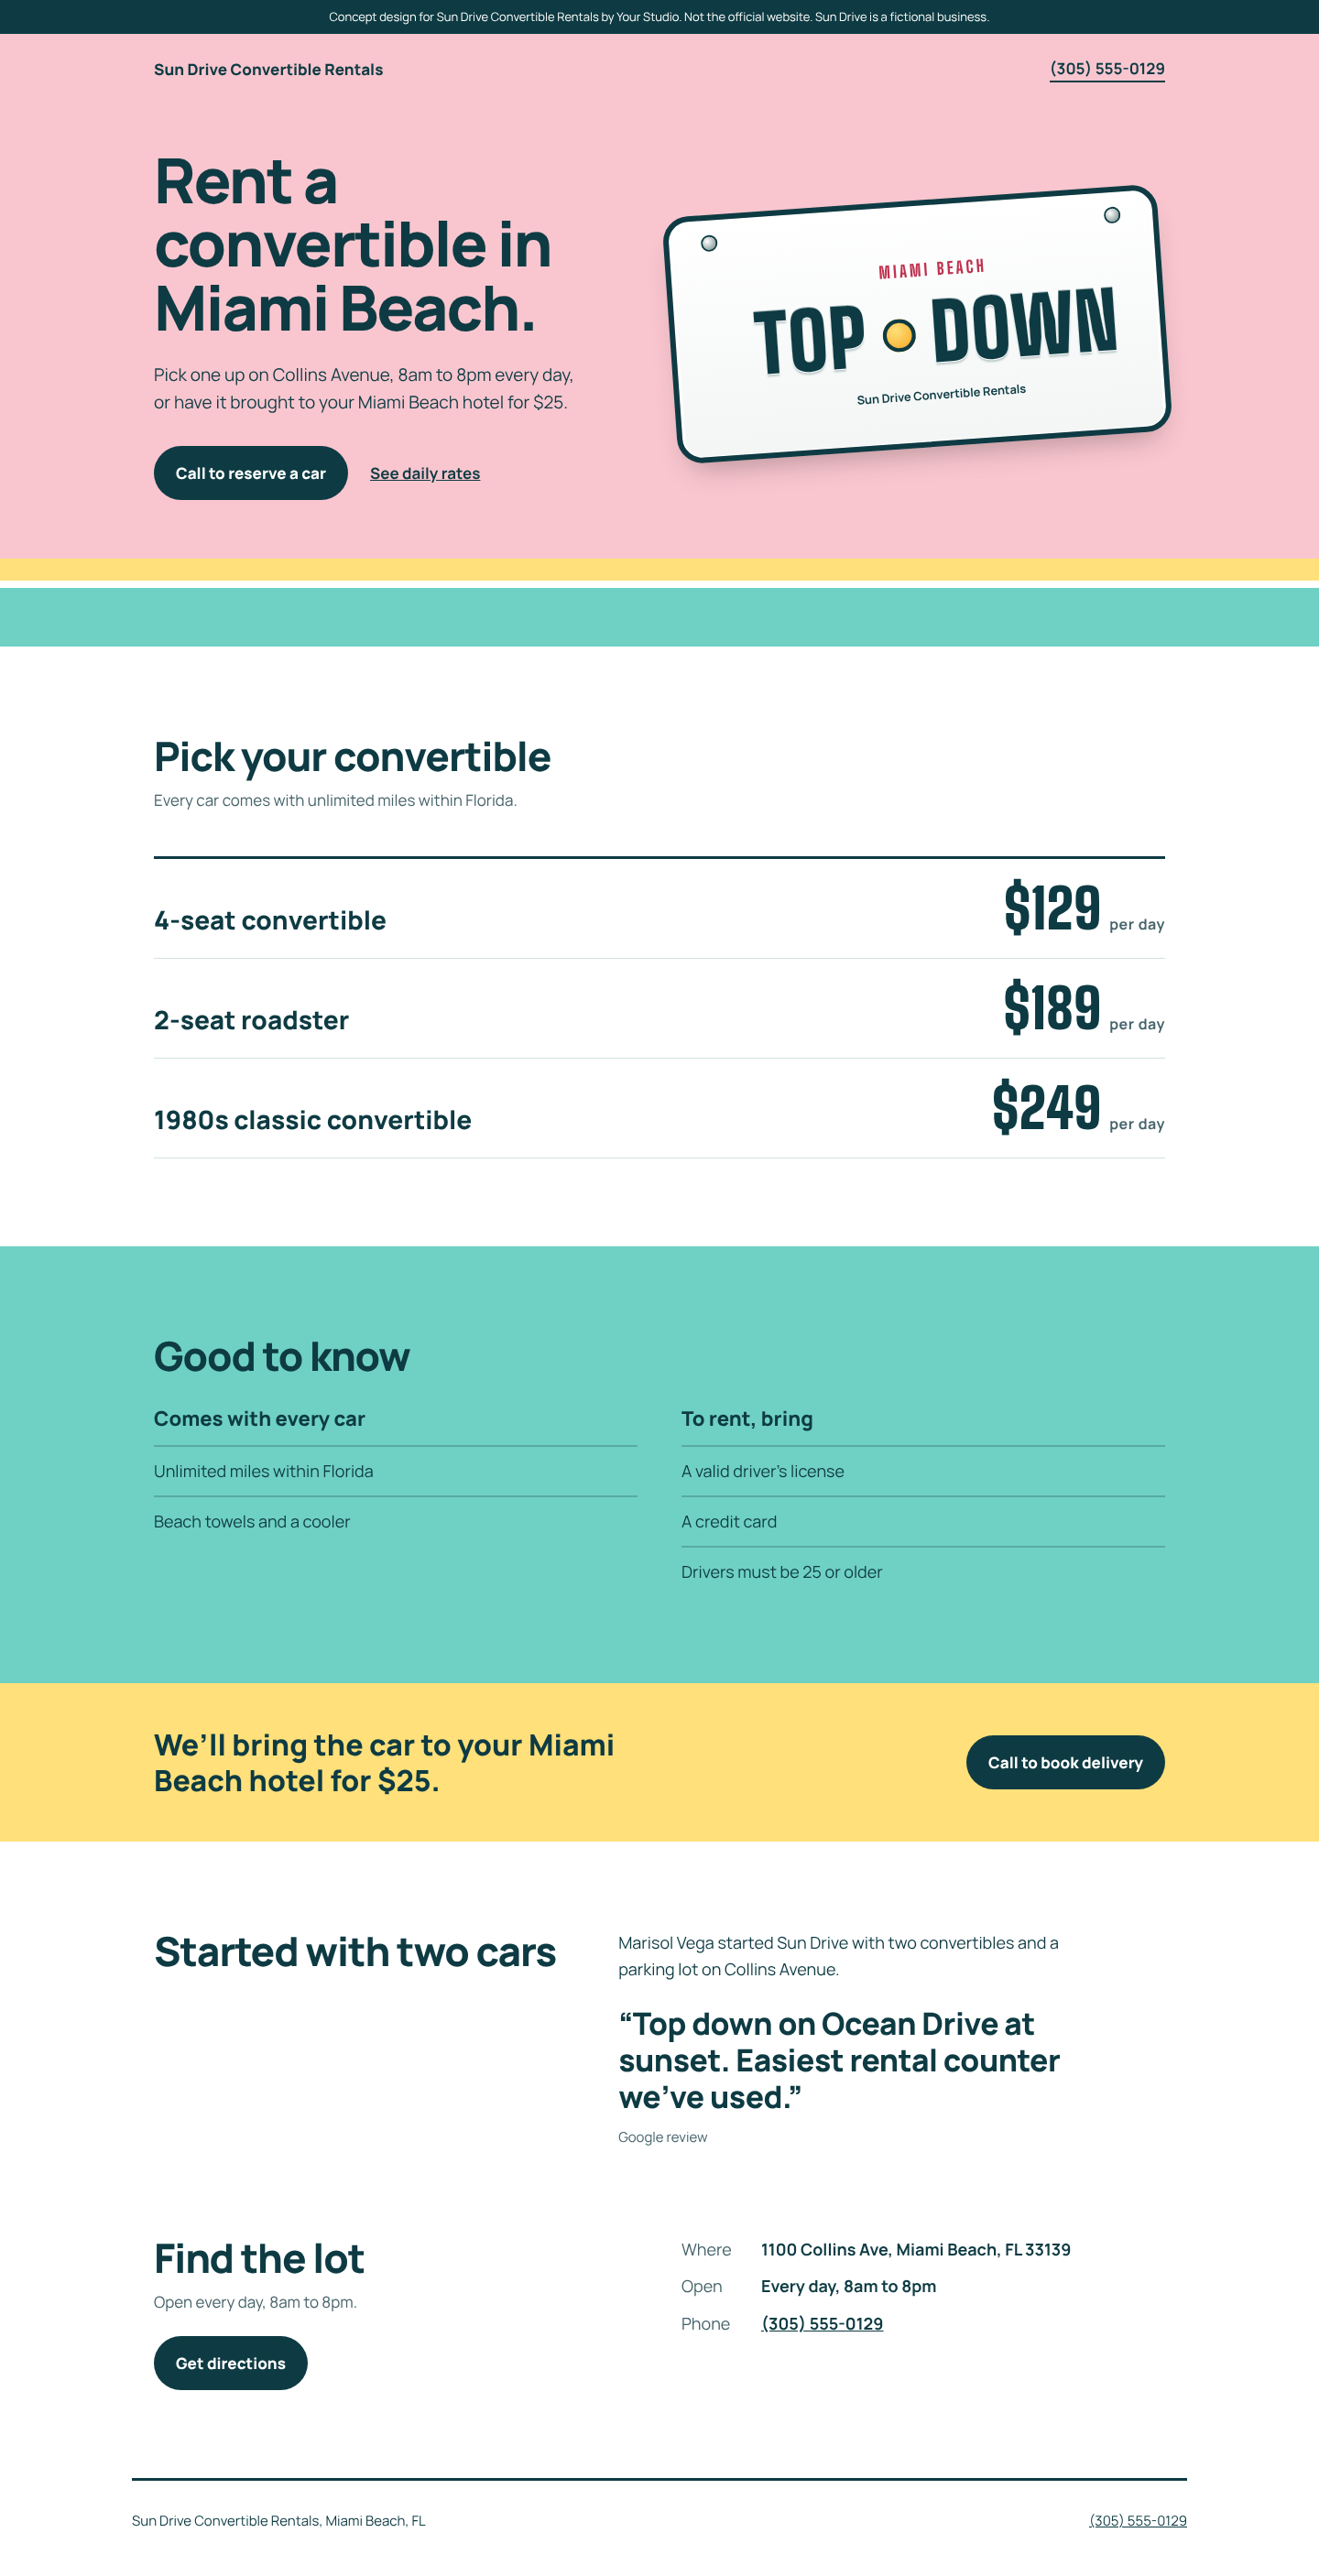 Concept design for Sun Drive Convertible Rentals by Your Studio. Not the official website. Sun Drive is a fictional business.
Sun Drive Convertible Rentals
(305) 555-0129
Rent a
convertible in
Miami Beach.
Pick one up on Collins Avenue, 8am to 8pm every day,
or have it brought to your Miami Beach hotel for $25.
Call to reserve a car
See daily rates
MIAMI BEACH
TOP DOWN
Sun Drive Convertible Rentals
Pick your convertible
Every car comes with unlimited miles within Florida.
4-seat convertible
$129 per day
2-seat roadster
$189 per day
1980s classic convertible
$249 per day
Good to know
Comes with every car
Unlimited miles within Florida
Beach towels and a cooler
To rent, bring
A valid driver’s license
A credit card
Drivers must be 25 or older
We’ll bring the car to your Miami
Beach hotel for $25.
Call to book delivery
Started with two cars
Marisol Vega started Sun Drive with two convertibles and a
parking lot on Collins Avenue.
“Top down on Ocean Drive at
sunset. Easiest rental counter
we’ve used.”
Google review
Find the lot
Open every day, 8am to 8pm.
Get directions
Where 1100 Collins Ave, Miami Beach, FL 33139
Open Every day, 8am to 8pm
Phone (305) 555-0129
Sun Drive Convertible Rentals, Miami Beach, FL
(305) 555-0129